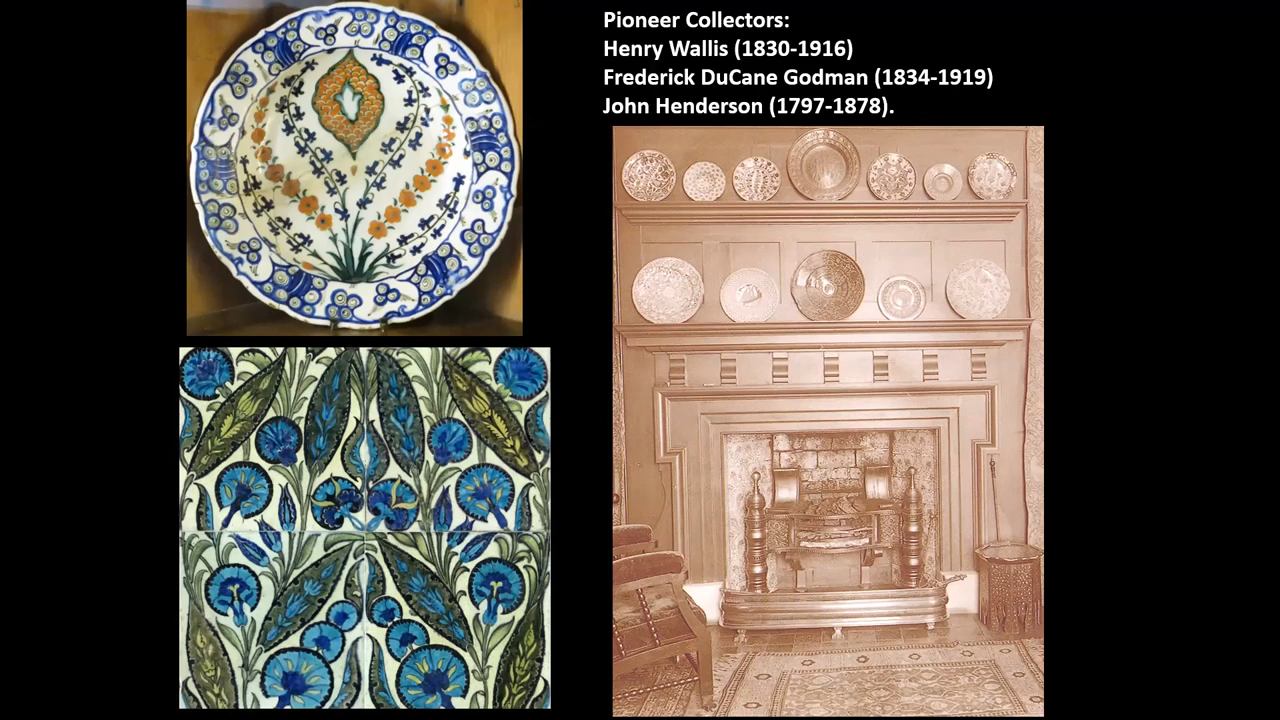 Pioneer Collectors:
Henry Wallis (1830-1916)
Frederick DuCane Godman (1834-1919)
John Henderson (1797-1878).